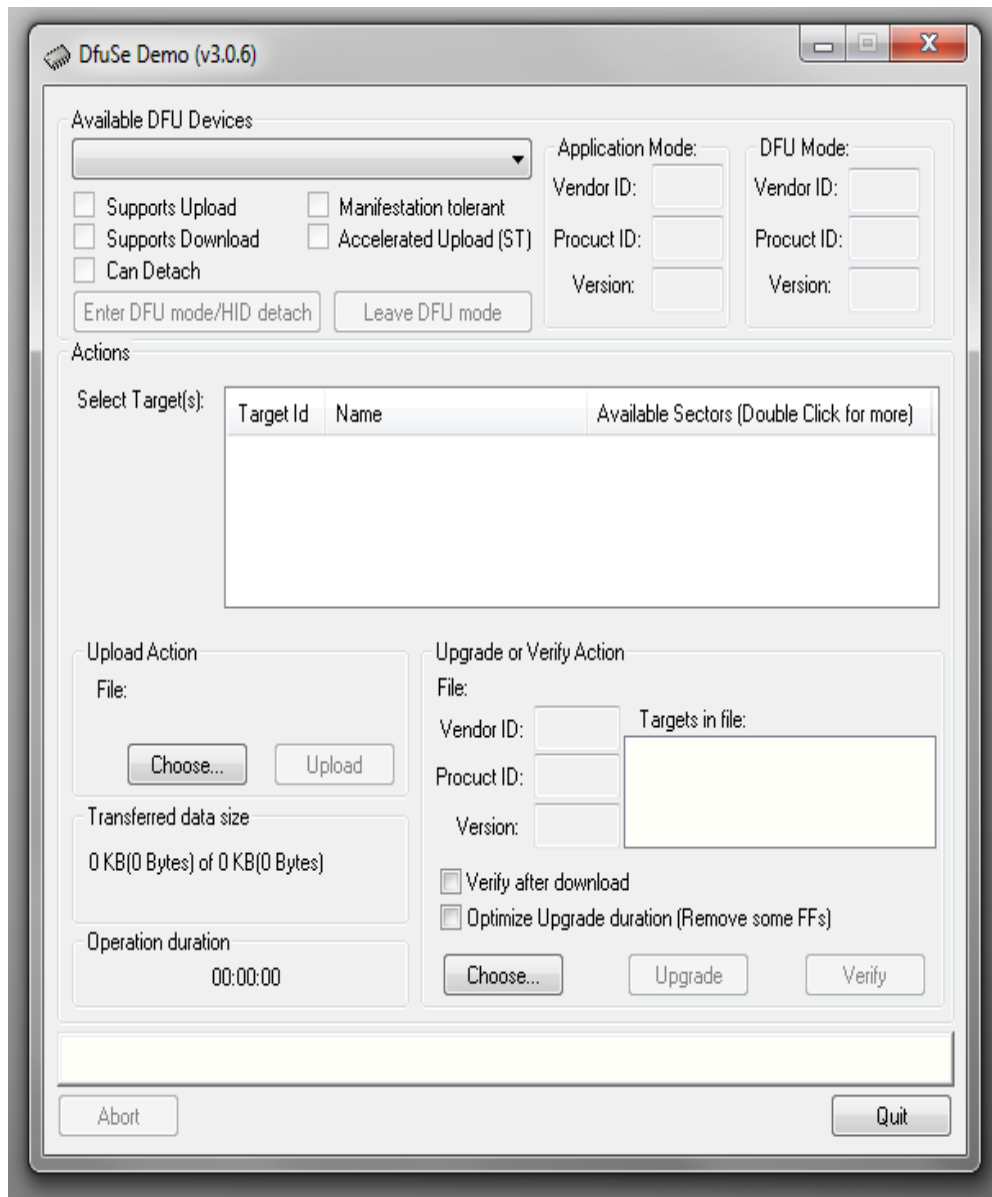 DfuSe Demo (v3.0.6)
Available DFU Devices
Supports Upload
Manifestation tolerant
Supports Download
Accelerated Upload (ST)
Can Detach
Enter DFU mode/HID detach
Leave DFU mode
Application Mode:
Vendor ID:
Procuct ID:
Version:
DFU Mode:
Vendor ID:
Procuct ID:
Version:
Actions
Select Target(s):
Target Id Name Available Sectors (Double Click for more)
Upload Action
File:
Choose... Upload
Transferred data size
0 KB(0 Bytes) of 0 KB(0 Bytes)
Operation duration
00:00:00
Upgrade or Verify Action
File:
Vendor ID:
Procuct ID:
Version:
Targets in file:
Verify after download
Optimize Upgrade duration (Remove some FFs)
Choose... Upgrade Verify
Abort Quit